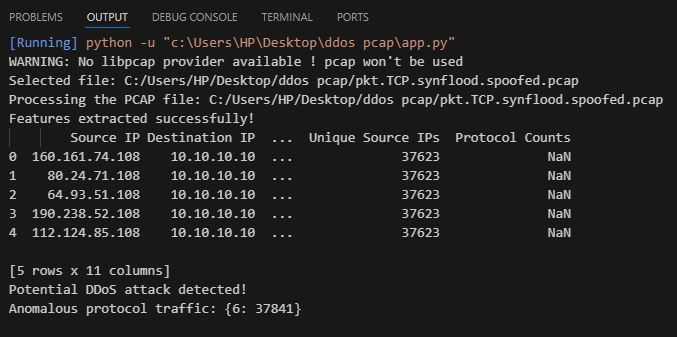 PROBLEMS OUTPUT DEBUG CONSOLE TERMINAL PORTS
[Running] python -u "c:\Users\HP\Desktop\ddos pcap\app.py"
WARNING: No libpcap provider available ! pcap won't be used
Selected file: C:/Users/HP/Desktop/ddos pcap/pkt.TCP.synflood.spoofed.pcap
Processing the PCAP file: C:/Users/HP/Desktop/ddos pcap/pkt.TCP.synflood.spoofed.pcap
Features extracted successfully!
Source IP Destination IP ... Unique Source IPs Protocol Counts
0 160.161.74.108 10.10.10.10 ... 37623 NaN
1 80.24.71.108 10.10.10.10 ... 37623 NaN
2 64.93.51.108 10.10.10.10 ... 37623 NaN
3 190.238.52.108 10.10.10.10 ... 37623 NaN
4 112.124.85.108 10.10.10.10 ... 37623 NaN
[5 rows x 11 columns]
Potential DDoS attack detected!
Anomalous protocol traffic: {6: 37841}